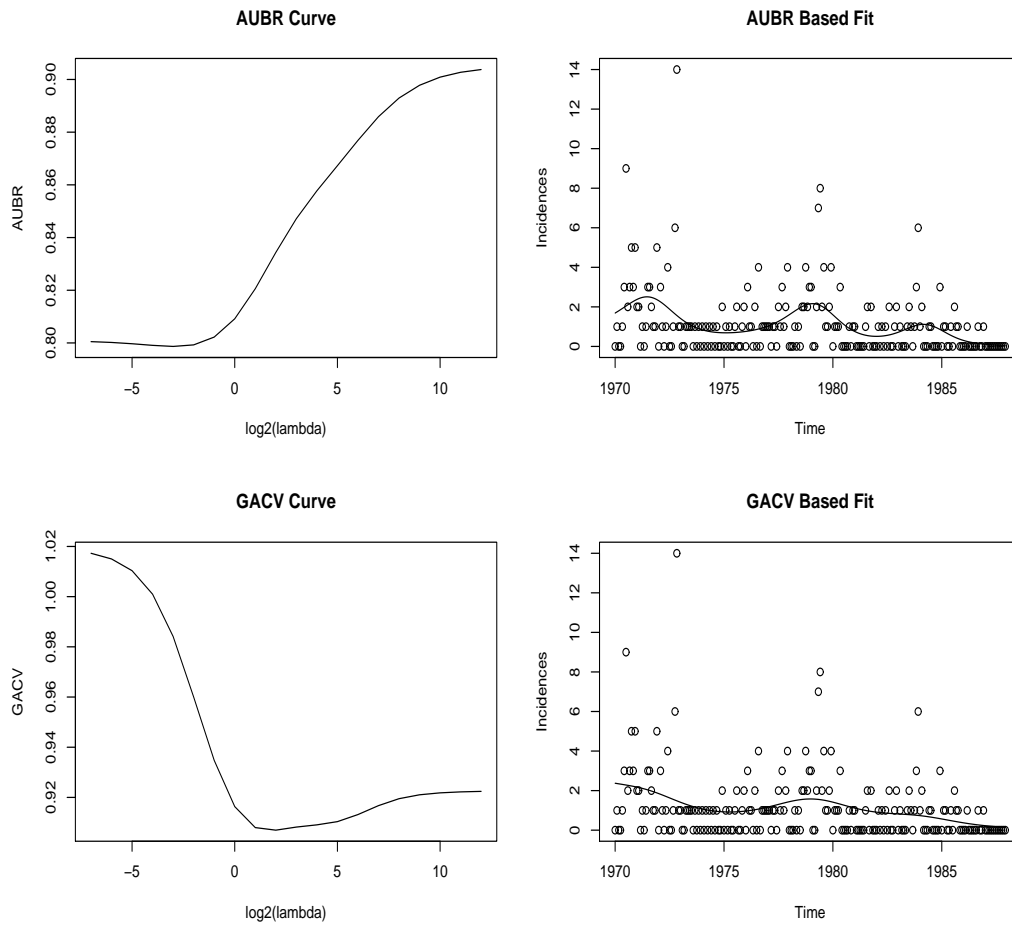 AUBR Curve
AUBR
0.80 0.82 0.84 0.86 0.88 0.90
−5 0 5 10
log2(lambda)
AUBR Based Fit
Incidences
0 2 4 6 8 10 12 14
1970 1975 1980 1985
Time
GACV Curve
GACV
0.92 0.94 0.96 0.98 1.00 1.02
−5 0 5 10
log2(lambda)
GACV Based Fit
Incidences
0 2 4 6 8 10 12 14
1970 1975 1980 1985
Time